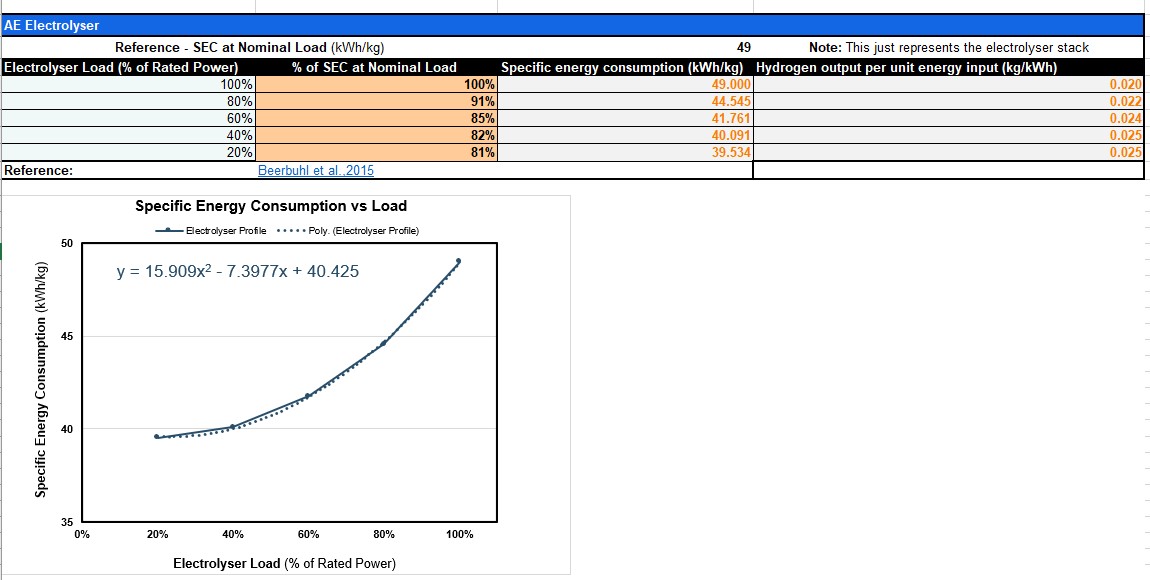 AE Electrolyser
Reference - SEC at Nominal Load (kWh/kg) 49 Note: This just represents the electrolyser stack
Electrolyser Load (% of Rated Power) % of SEC at Nominal Load Specific energy consumption (kWh/kg) Hydrogen output per unit energy input (kg/kWh)
100% 100% 49.000 0.020
80% 91% 44.545 0.022
60% 85% 41.761 0.024
40% 82% 40.091 0.025
20% 81% 39.534 0.025
Reference: Beerbuhl et al.,2015
Specific Energy Consumption vs Load
Electrolyser Profile Poly. (Electrolyser Profile)
y = 15.909x² - 7.3977x + 40.425
Specific Energy Consumption (kWh/kg)
50
45
40
35
0% 20% 40% 60% 80% 100%
Electrolyser Load (% of Rated Power)